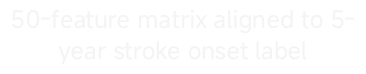 50-feature matrix aligned to 5-
year stroke onset label